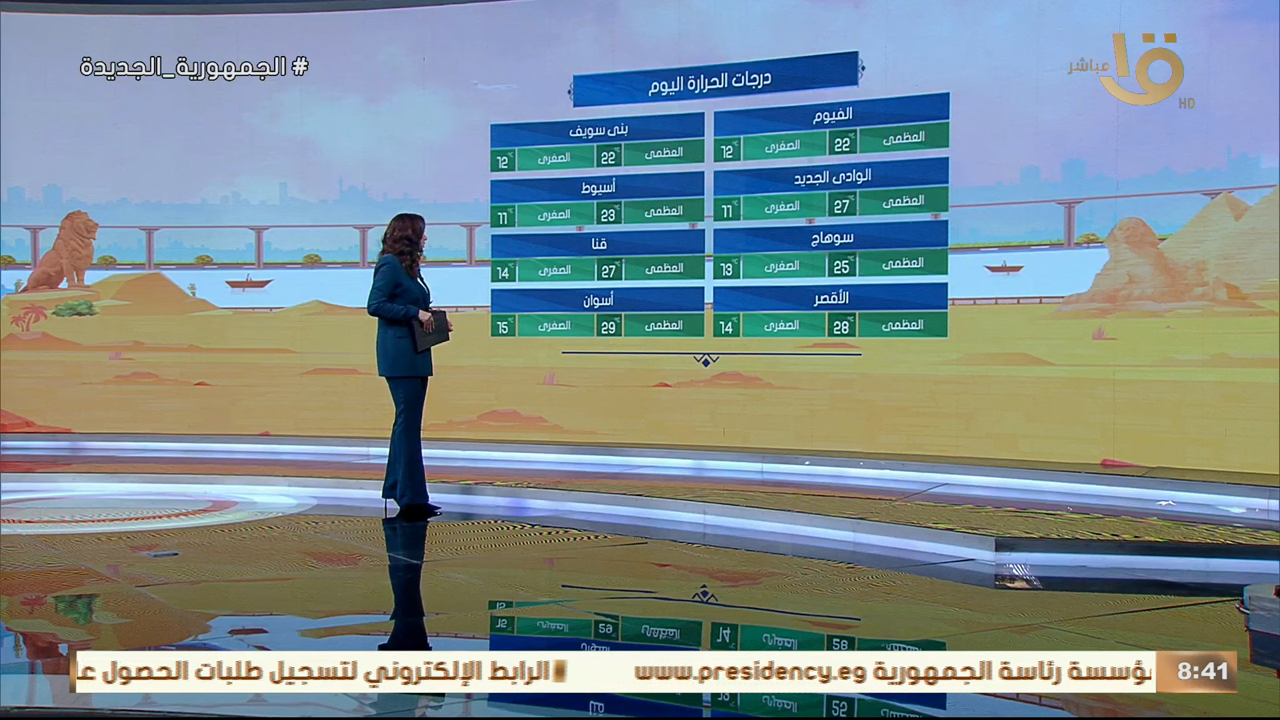 # الجمهورية_الجديدة
عباشر
HD
درجات الحرارة اليوم
الفيوم
العظمى 22 °C الصغرى 12 °C
بنى سويف
العظمى 22 °C الصغرى 12 °C
الوادى الجديد
العظمى 27 °C الصغرى 11 °C
أسيوط
العظمى 23 °C الصغرى 11 °C
سوهاج
العظمى 25 °C الصغرى 13 °C
قنا
العظمى 27 °C الصغرى 14 °C
الأقصر
العظمى 28 °C الصغرى 14 °C
أسوان
العظمى 29 °C الصغرى 15 °C
8:41 ؤسسة رئاسة الجمهورية www.presidency.eg الرابط الإلكتروني لتسجيل طلبات الحصول عـ